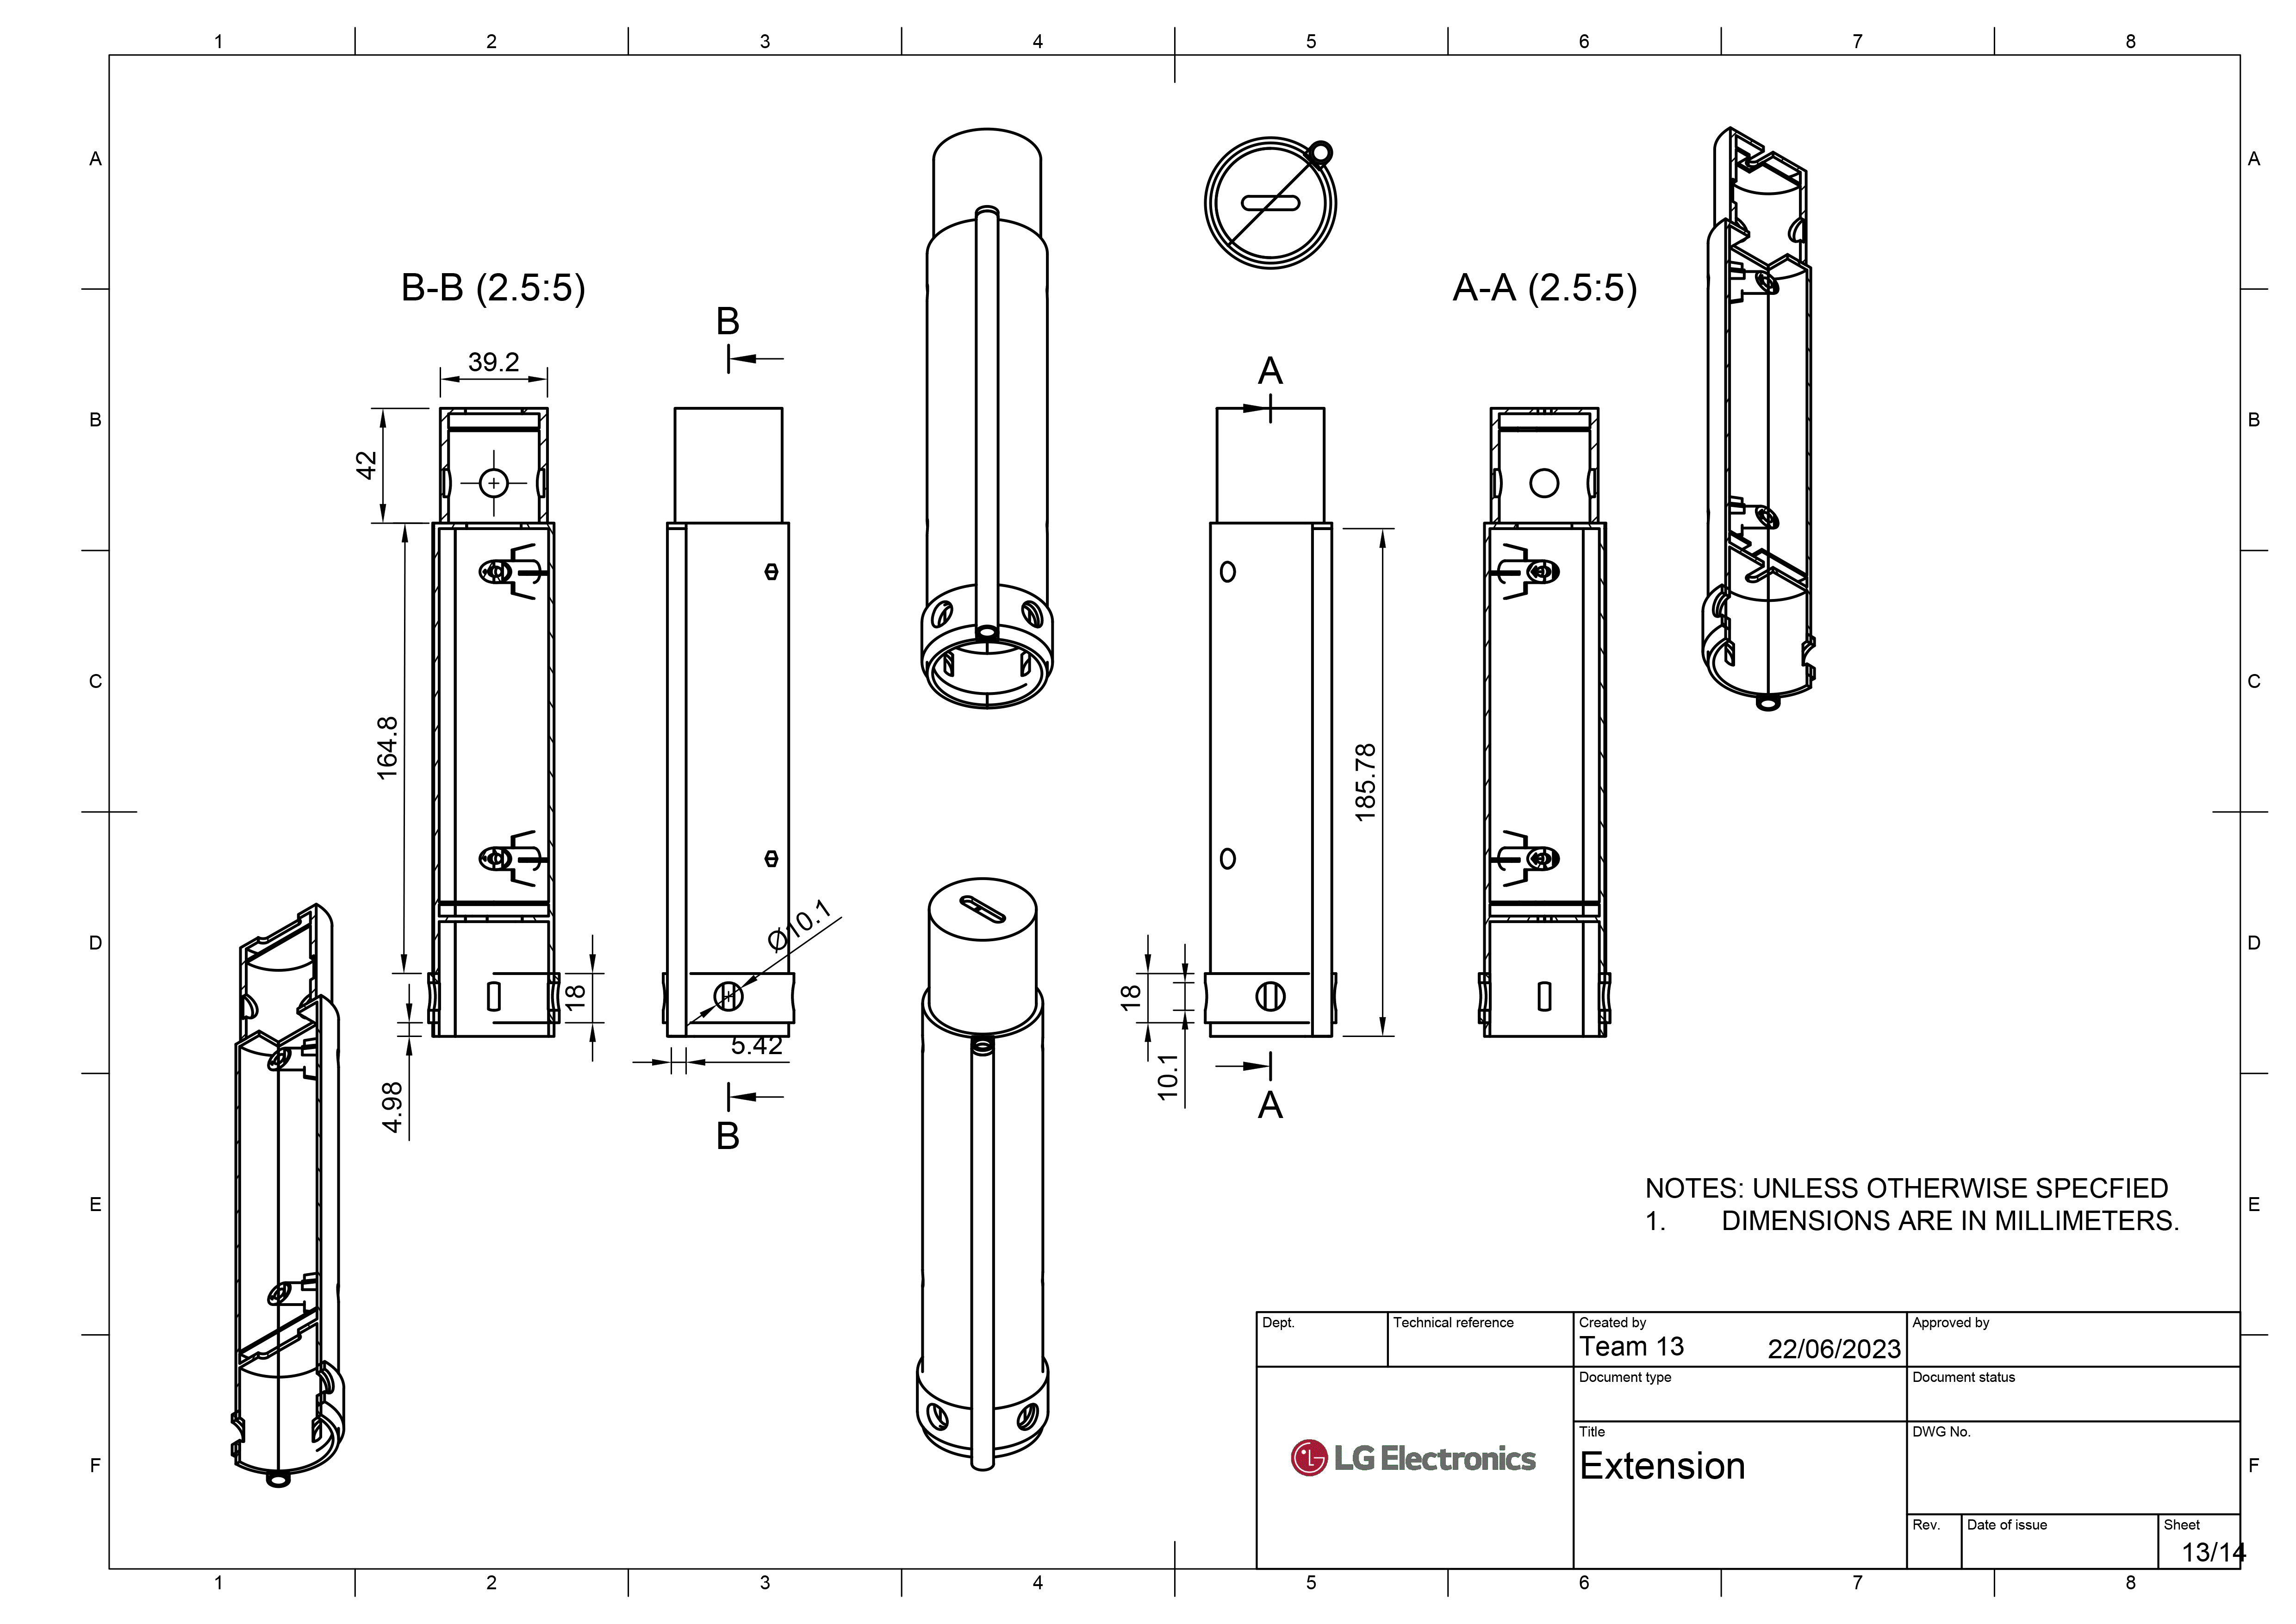 1 2 3 4 5 6 7 8
A A
B-B (2.5:5)
A-A (2.5:5)
B
A
39.2
B B
42
164.8
185.78
C C
Ø10.1
D D
18
18
5.42
10.1
4.98
B
A
E E
NOTES: UNLESS OTHERWISE SPECFIED
1. DIMENSIONS ARE IN MILLIMETERS.
Dept. Technical reference Created by Approved by
Team 13 22/06/2023
Document type Document status
Title DWG No.
LG Electronics
Extension
F F
Rev. Date of issue Sheet
13/14
1 2 3 4 5 6 7 8